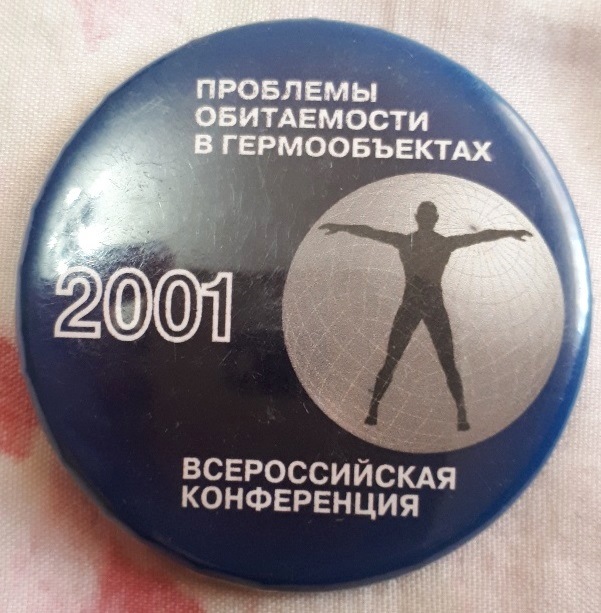 ПРОБЛЕМЫ
ОБИТАЕМОСТИ
В ГЕРМООБЪЕКТАХ
2001
ВСЕРОССИЙСКАЯ
КОНФЕРЕНЦИЯ